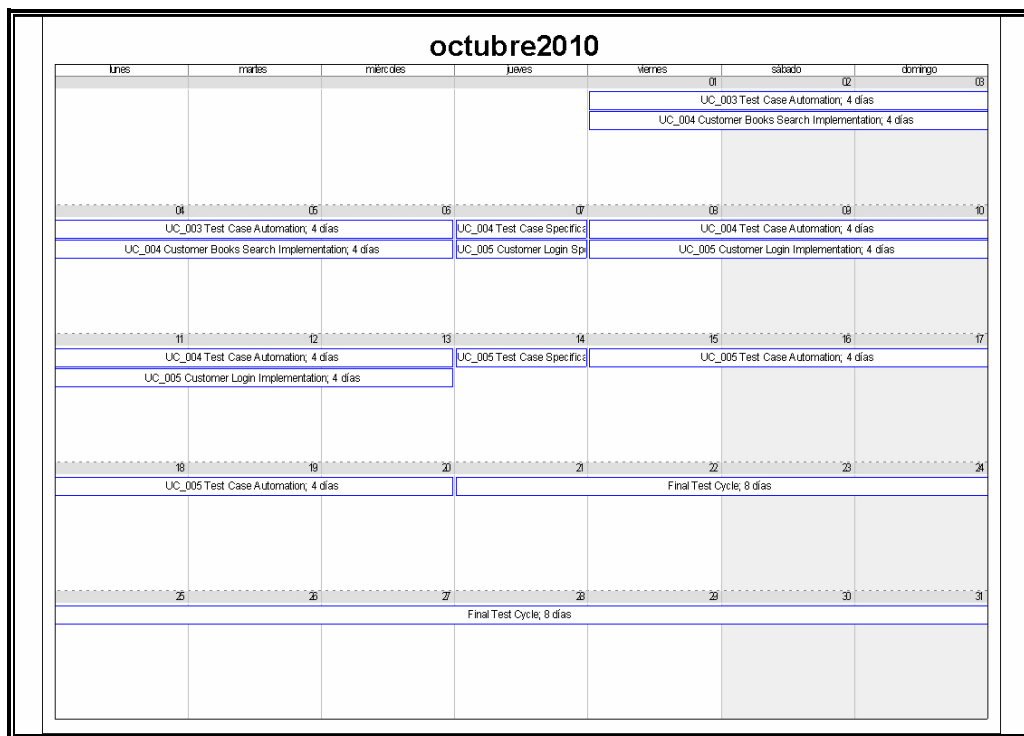 octubre2010
lunes martes miércoles jueves viernes sábado domingo
01 02 03
UC_003 Test Case Automation; 4 días
UC_004 Customer Books Search Implementation; 4 días
04 05 06 07 08 09 10
UC_003 Test Case Automation; 4 días UC_004 Test Case Specifica UC_004 Test Case Automation; 4 días
UC_004 Customer Books Search Implementation; 4 días UC_005 Customer Login Sp UC_005 Customer Login Implementation; 4 días
11 12 13 14 15 16 17
UC_004 Test Case Automation; 4 días UC_005 Test Case Specifica UC_005 Test Case Automation; 4 días
UC_005 Customer Login Implementation; 4 días
18 19 20 21 22 23 24
UC_005 Test Case Automation; 4 días Final Test Cycle; 8 días
25 26 27 28 29 30 31
Final Test Cycle; 8 días